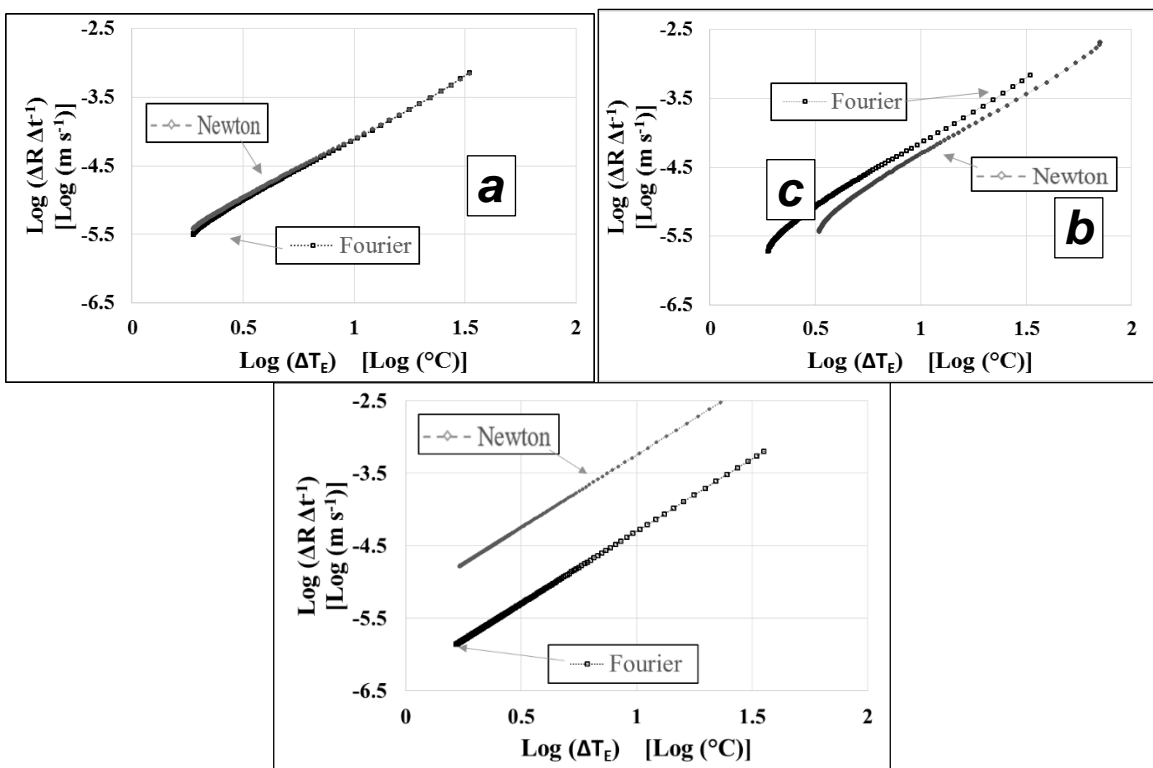 -2.5
-3.5
-4.5
-5.5
-6.5
0
0.5
1
1.5
2
Log (ΔR Δt⁻¹)
[Log (m s⁻¹)]
Newton
Fourier
a
Log (ΔTE) [Log (°C)]
-2.5
-3.5
-4.5
-5.5
-6.5
0
0.5
1
1.5
2
Log (ΔR Δt⁻¹)
[Log (m s⁻¹)]
Fourier
Newton
c
b
Log (ΔTE) [Log (°C)]
-2.5
-3.5
-4.5
-5.5
-6.5
0
0.5
1
1.5
2
Log (ΔR Δt⁻¹)
[Log (m s⁻¹)]
Newton
Fourier
Log (ΔTE) [Log (°C)]